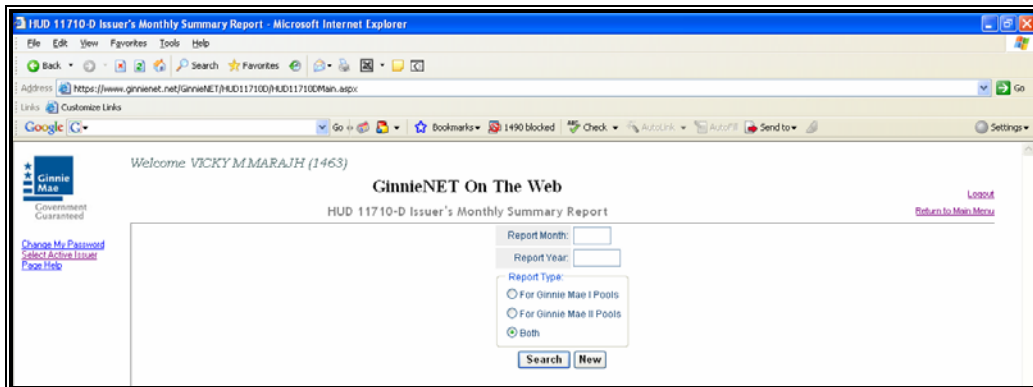 HUD 11710-D Issuer's Monthly Summary Report - Microsoft Internet Explorer
File Edit View Favorites Tools Help
Back Search Favorites
Address https://www.ginnienet.net/GinnieNET/HUD11710D/HUD11710DMain.aspx Go
Links Customize Links
Google G Go Bookmarks 1490 blocked Check AutoLink AutoFill Send to Settings
Welcome VICKY M MARAJH (1463)
Ginnie
Mae
Government
Guaranteed
GinnieNET On The Web
Logout
HUD 11710-D Issuer's Monthly Summary Report
Return to Main Menu
Change My Password
Select Active Issuer
Page Help
Report Month:
Report Year:
Report Type:
For Ginnie Mae I Pools
For Ginnie Mae II Pools
Both
Search New